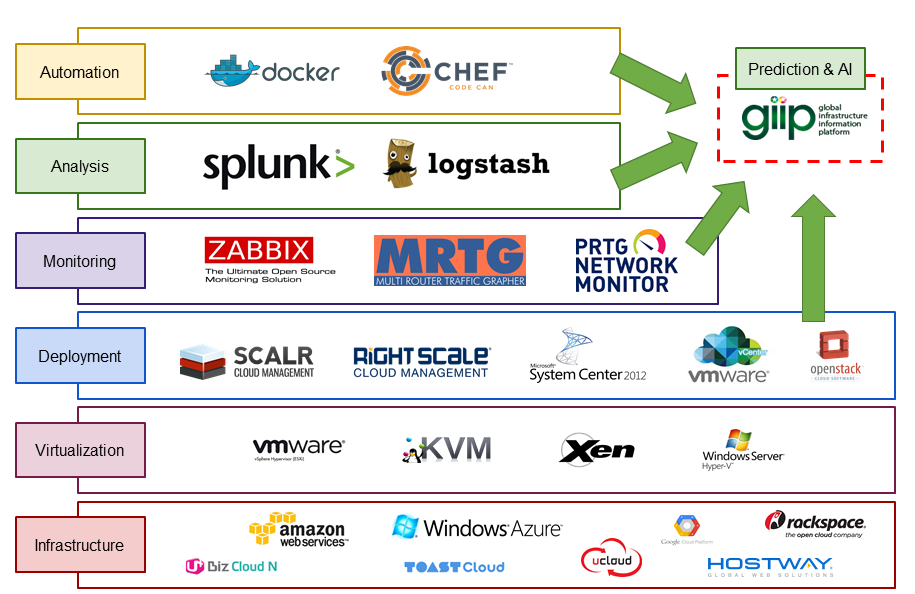 Automation
docker
CHEF™
CODE CAN
Prediction & AI
giip
global
infrastructure
information
platform
Analysis
splunk>
logstash
Monitoring
ZABBIX
The Ultimate Open Source
Monitoring Solution
MRTG
MULTI ROUTER TRAFFIC GRAPHER
PRTG
NETWORK
MONITOR
Deployment
SCALR
CLOUD MANAGEMENT
RIGHTSCALE
CLOUD MANAGEMENT
Microsoft®
System Center 2012
vCenter
vmware®
openstack
CLOUD SOFTWARE
Virtualization
vmware®
vSphere Hypervisor (ESXi)
KVM
Xen
Windows Server
Hyper-V
Infrastructure
amazon
web services™
Windows Azure
Google Cloud Platform
rackspace.
the open cloud company
Biz Cloud N
TOAST Cloud
ucloud
HOSTWAY
GLOBAL WEB SOLUTIONS